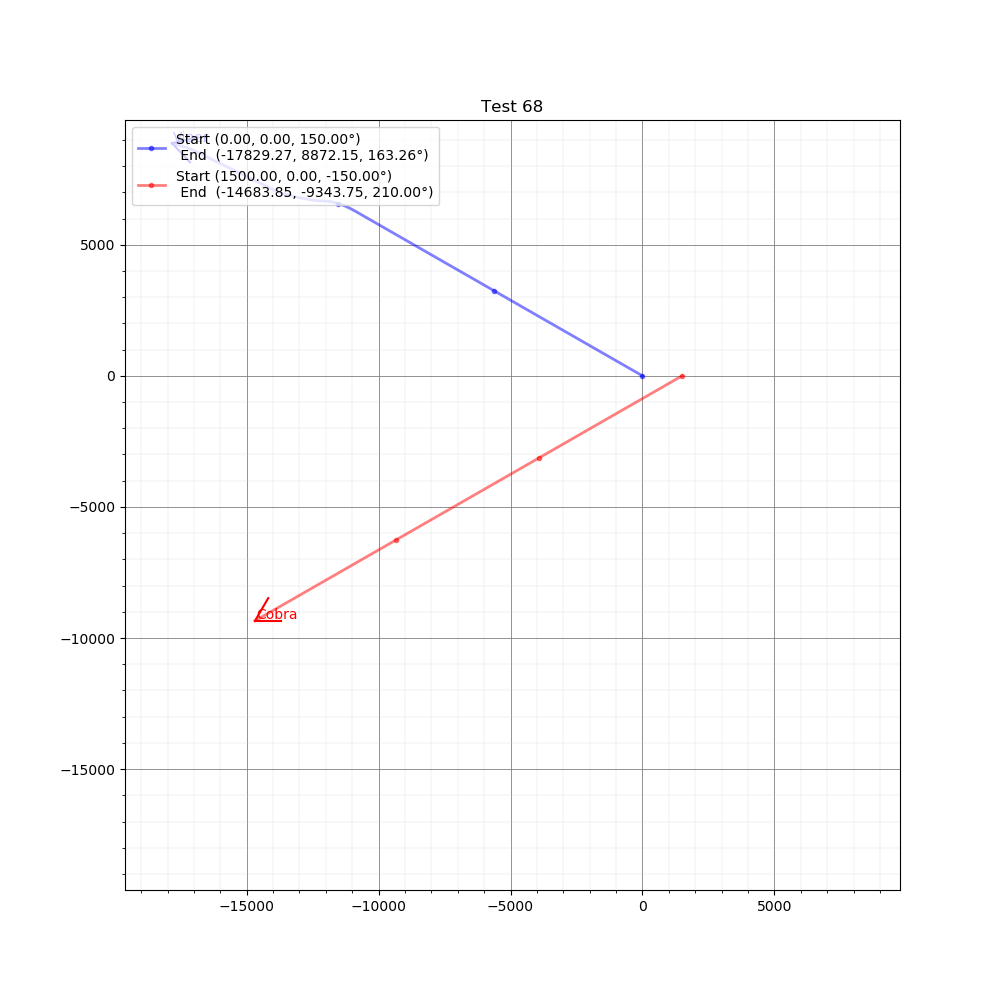 Test 68
Start (0.00, 0.00, 150.00°)
End (-17829.27, 8872.15, 163.26°)
Start (1500.00, 0.00, -150.00°)
End (-14683.85, -9343.75, 210.00°)
5000
0
−5000
−10000
−15000
Cobra
−15000
−10000
−5000
0
5000